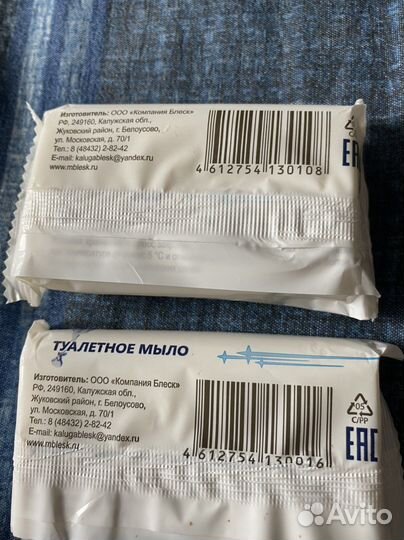 Изготовитель: ООО «Компания Блеск»
РФ, 249160, Калужская обл.,
Жуковский район, г. Белоусово,
ул. Московская, д. 70/1
Тел.: 8 (48432) 2-82-42
E-mail: kalugablesk@yandex.ru
www.mblesk.ru
4 612754 130108
EAC
ТУАЛЕТНОЕ МЫЛО
Изготовитель: ООО «Компания Блеск»
РФ, 249160, Калужская обл.,
Жуковский район, г. Белоусово,
ул. Московская, д. 70/1
Тел.: 8 (48432) 2-82-42
E-mail: kalugablesk@yandex.ru
www.mblesk.ru
4 612754 130016
05
C/PP
EAC
Avito